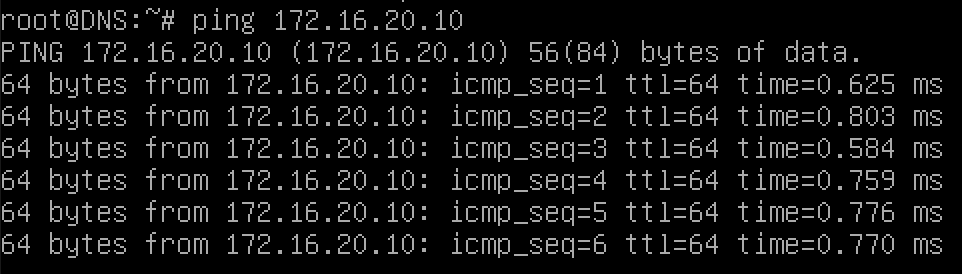 root@DNS:~# ping 172.16.20.10
PING 172.16.20.10 (172.16.20.10) 56(84) bytes of data.
64 bytes from 172.16.20.10: icmp_seq=1 ttl=64 time=0.625 ms
64 bytes from 172.16.20.10: icmp_seq=2 ttl=64 time=0.803 ms
64 bytes from 172.16.20.10: icmp_seq=3 ttl=64 time=0.584 ms
64 bytes from 172.16.20.10: icmp_seq=4 ttl=64 time=0.759 ms
64 bytes from 172.16.20.10: icmp_seq=5 ttl=64 time=0.776 ms
64 bytes from 172.16.20.10: icmp_seq=6 ttl=64 time=0.770 ms